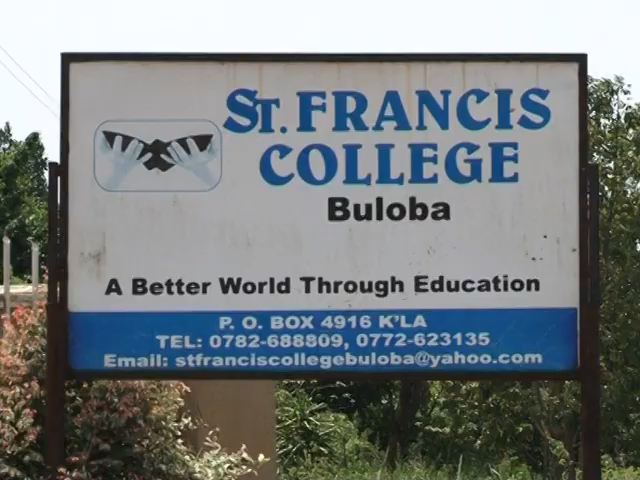 ST. FRANCIS
COLLEGE
Buloba
A Better World Through Education
P. O. BOX 4916 K'LA
TEL: 0782-688809, 0772-623135
Email: stfranciscollegebuloba@yahoo.com